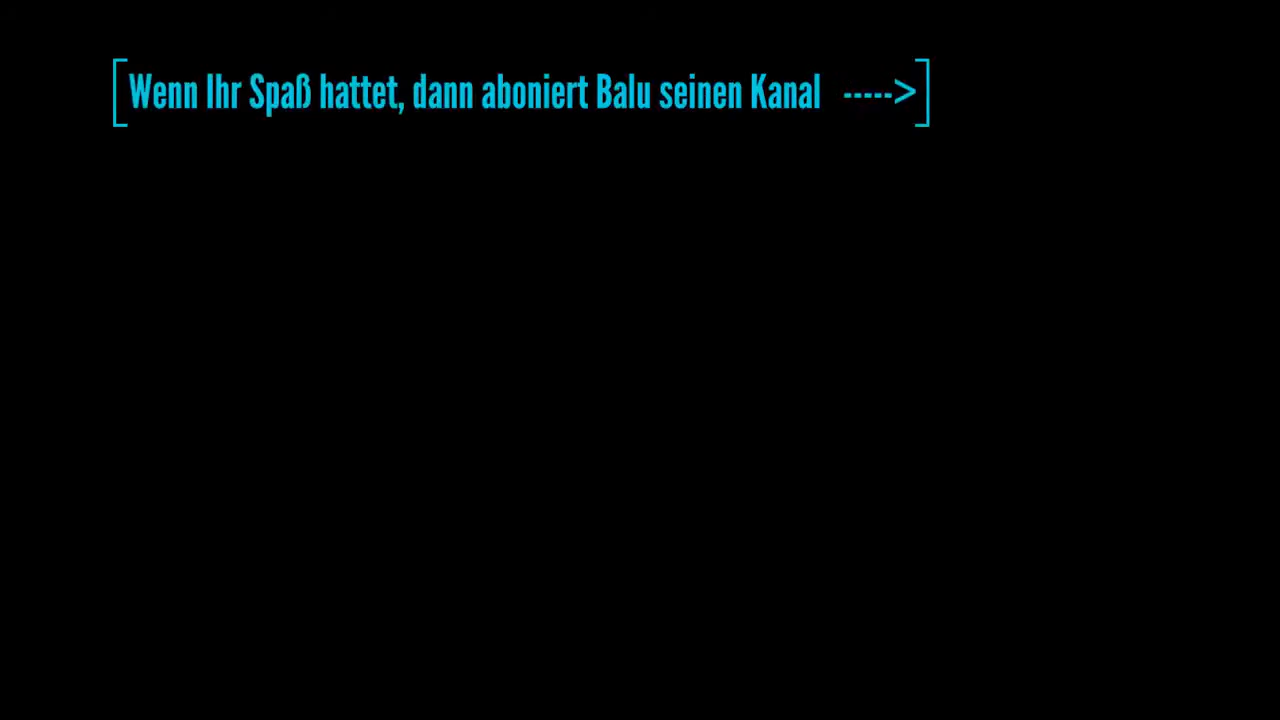 [Wenn Ihr Spaß hattet, dann aboniert Balu seinen Kanal ----->]